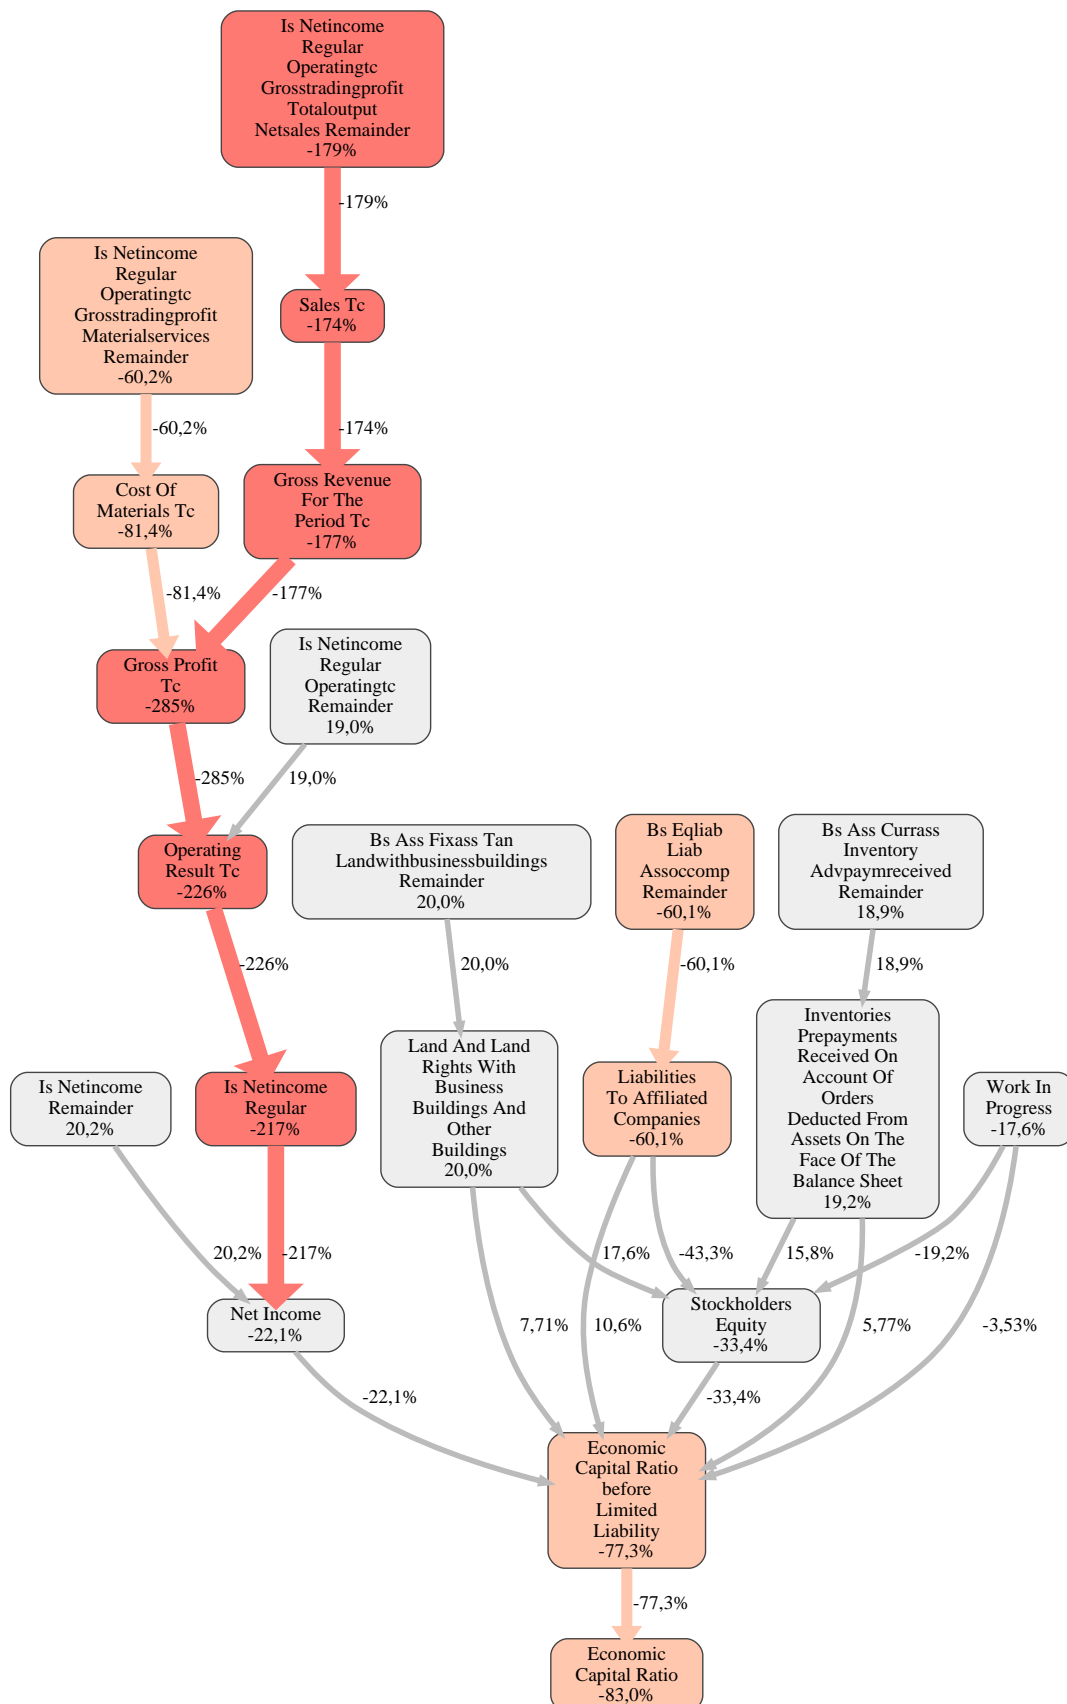 Is Netincome
Regular
Operatingtc
Grosstradingprofit
Totaloutput
Netsales Remainder
-179%
-179%
Is Netincome
Regular
Operatingtc
Grosstradingprofit
Materialservices
Remainder
-60,2%
Sales Tc
-174%
-60,2%
-174%
Cost Of
Materials Tc
-81,4%
Gross Revenue
For The
Period Tc
-177%
-81,4%
-177%
Gross Profit
Tc
-285%
Is Netincome
Regular
Operatingtc
Remainder
19,0%
-285%
19,0%
Operating
Result Tc
-226%
Bs Ass Fixass Tan
Landwithbusinessbuildings
Remainder
20,0%
Bs Eqliab
Liab
Assoccomp
Remainder
-60,1%
Bs Ass Currass
Inventory
Advpaymreceived
Remainder
18,9%
-226%
20,0%
-60,1%
18,9%
Is Netincome
Remainder
20,2%
Is Netincome
Regular
-217%
Land And Land
Rights With
Business
Buildings And
Other
Buildings
20,0%
Liabilities
To Affiliated
Companies
-60,1%
Inventories
Prepayments
Received On
Account Of
Orders
Deducted From
Assets On The
Face Of The
Balance Sheet
19,2%
Work In
Progress
-17,6%
20,2%
-217%
17,6%
-43,3%
15,8%
-19,2%
Net Income
-22,1%
7,71%
10,6%
Stockholders
Equity
-33,4%
5,77%
-3,53%
-22,1%
-33,4%
Economic
Capital Ratio
before
Limited
Liability
-77,3%
-77,3%
Economic
Capital Ratio
-83,0%